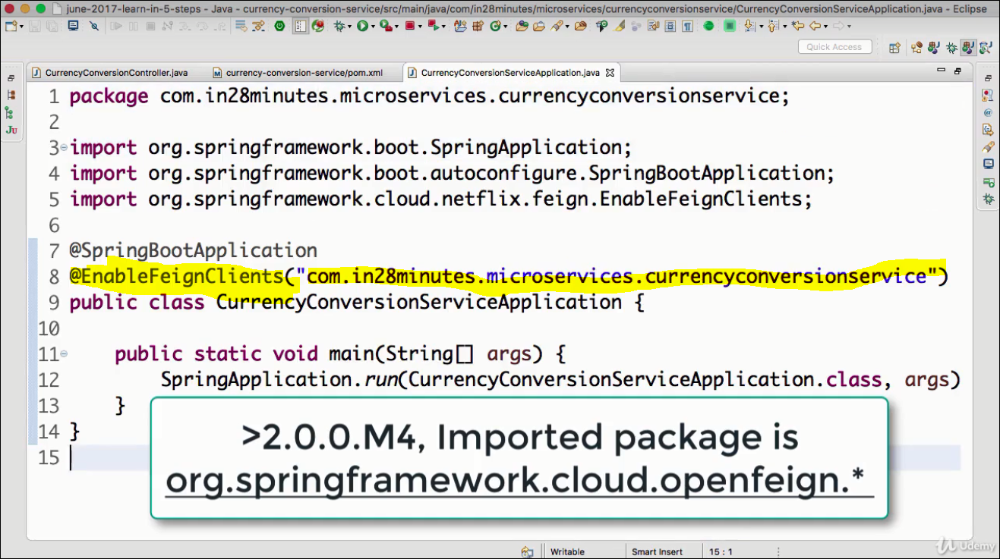 june-2017-learn-in-5-steps - Java - currency-conversion-service/src/main/java/com/in28minutes/microservices/currencyconversionservice/CurrencyConversionServiceApplication.java - Eclipse
Quick Access
CurrencyConversionController.java currency-conversion-service/pom.xml CurrencyConversionServiceApplication.java
1 package com.in28minutes.microservices.currencyconversionservice;
2
3 import org.springframework.boot.SpringApplication;
4 import org.springframework.boot.autoconfigure.SpringBootApplication;
5 import org.springframework.cloud.netflix.feign.EnableFeignClients;
6
7 @SpringBootApplication
8 @EnableFeignClients("com.in28minutes.microservices.currencyconversionservice")
9 public class CurrencyConversionServiceApplication {
10
11 public static void main(String[] args) {
12 SpringApplication.run(CurrencyConversionServiceApplication.class, args)
13 }
14 }
15
>2.0.0.M4, Imported package is
org.springframework.cloud.openfeign.*
Writable Smart Insert 15 : 1
Udemy